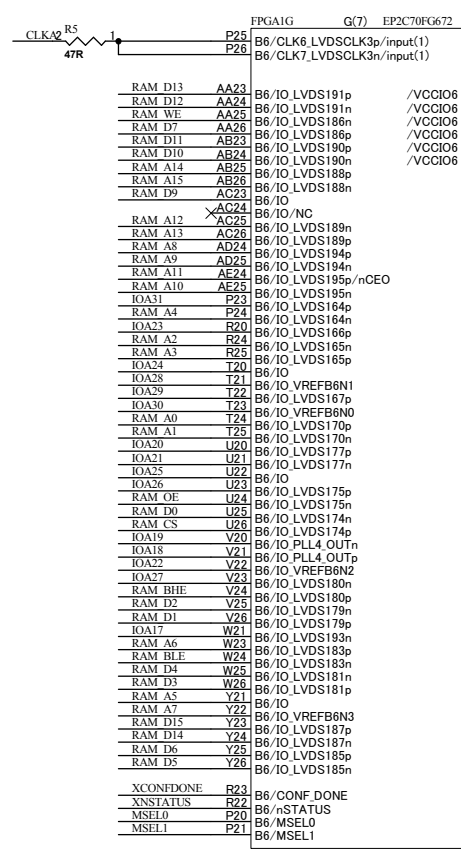 FPGA1G G(7) EP2C70FG672
CLKA2 R5 1 P25 B6/CLK6_LVDSCLK3p/input(1)
47R P26 B6/CLK7_LVDSCLK3n/input(1)
RAM D13 AA23 B6/IO_LVDS191p /VCCIO6
RAM D12 AA24 B6/IO_LVDS191n /VCCIO6
RAM WE AA25 B6/IO_LVDS186n /VCCIO6
RAM D7 AA26 B6/IO_LVDS186p /VCCIO6
RAM D11 AB23 B6/IO_LVDS190p /VCCIO6
RAM D10 AB24 B6/IO_LVDS190n /VCCIO6
RAM A14 AB25 B6/IO_LVDS188p
RAM A15 AB26 B6/IO_LVDS188n
RAM D9 AC23 B6/IO
AC24 B6/IO/NC
RAM A12 AC25 B6/IO_LVDS189n
RAM A13 AC26 B6/IO_LVDS189p
RAM A8 AD24 B6/IO_LVDS194p
RAM A9 AD25 B6/IO_LVDS194n
RAM A11 AE24 B6/IO_LVDS195p/nCEO
RAM A10 AE25 B6/IO_LVDS195n
IOA31 P23 B6/IO_LVDS164p
RAM A4 P24 B6/IO_LVDS164n
IOA23 R20 B6/IO_LVDS166p
RAM A2 R24 B6/IO_LVDS165n
RAM A3 R25 B6/IO_LVDS165p
IOA24 T20 B6/IO
IOA28 T21 B6/IO_VREFB6N1
IOA29 T22 B6/IO_LVDS167p
IOA30 T23 B6/IO_VREFB6N0
RAM A0 T24 B6/IO_LVDS170p
RAM A1 T25 B6/IO_LVDS170n
IOA20 U20 B6/IO_LVDS177p
IOA21 U21 B6/IO_LVDS177n
IOA25 U22 B6/IO
IOA26 U23 B6/IO_LVDS175p
RAM OE U24 B6/IO_LVDS175n
RAM D0 U25 B6/IO_LVDS174n
RAM CS U26 B6/IO_LVDS174p
IOA19 V20 B6/IO_PLL4_OUTn
IOA18 V21 B6/IO_PLL4_OUTp
IOA22 V22 B6/IO_VREFB6N2
IOA27 V23 B6/IO_LVDS180n
RAM BHE V24 B6/IO_LVDS180p
RAM D2 V25 B6/IO_LVDS179n
RAM D1 V26 B6/IO_LVDS179p
IOA17 W21 B6/IO_LVDS193n
RAM A6 W23 B6/IO_LVDS183p
RAM BLE W24 B6/IO_LVDS183n
RAM D4 W25 B6/IO_LVDS181n
RAM D3 W26 B6/IO_LVDS181p
RAM A5 Y21 B6/IO
RAM A7 Y22 B6/IO_VREFB6N3
RAM D15 Y23 B6/IO_LVDS187p
RAM D14 Y24 B6/IO_LVDS187n
RAM D6 Y25 B6/IO_LVDS185p
RAM D5 Y26 B6/IO_LVDS185n
XCONFDONE R23 B6/CONF_DONE
XNSTATUS R22 B6/nSTATUS
MSEL0 P20 B6/MSEL0
MSEL1 P21 B6/MSEL1